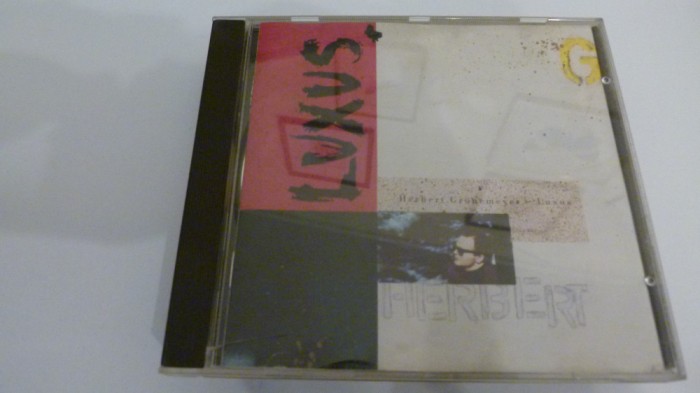 LUXUS
G
Herbert Grönemeyer - Luxus
HERBERT